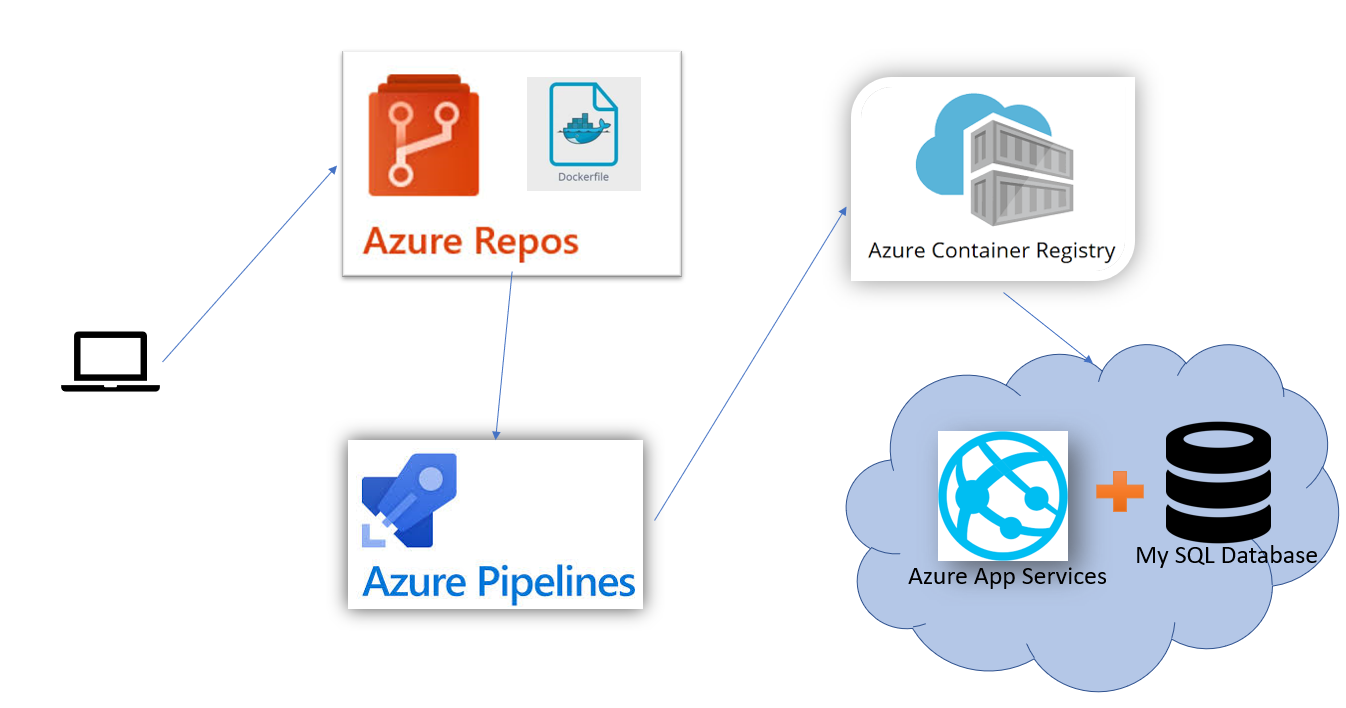 Dockerfile
Azure Repos
Azure Container Registry
Azure Pipelines
Azure App Services
My SQL Database